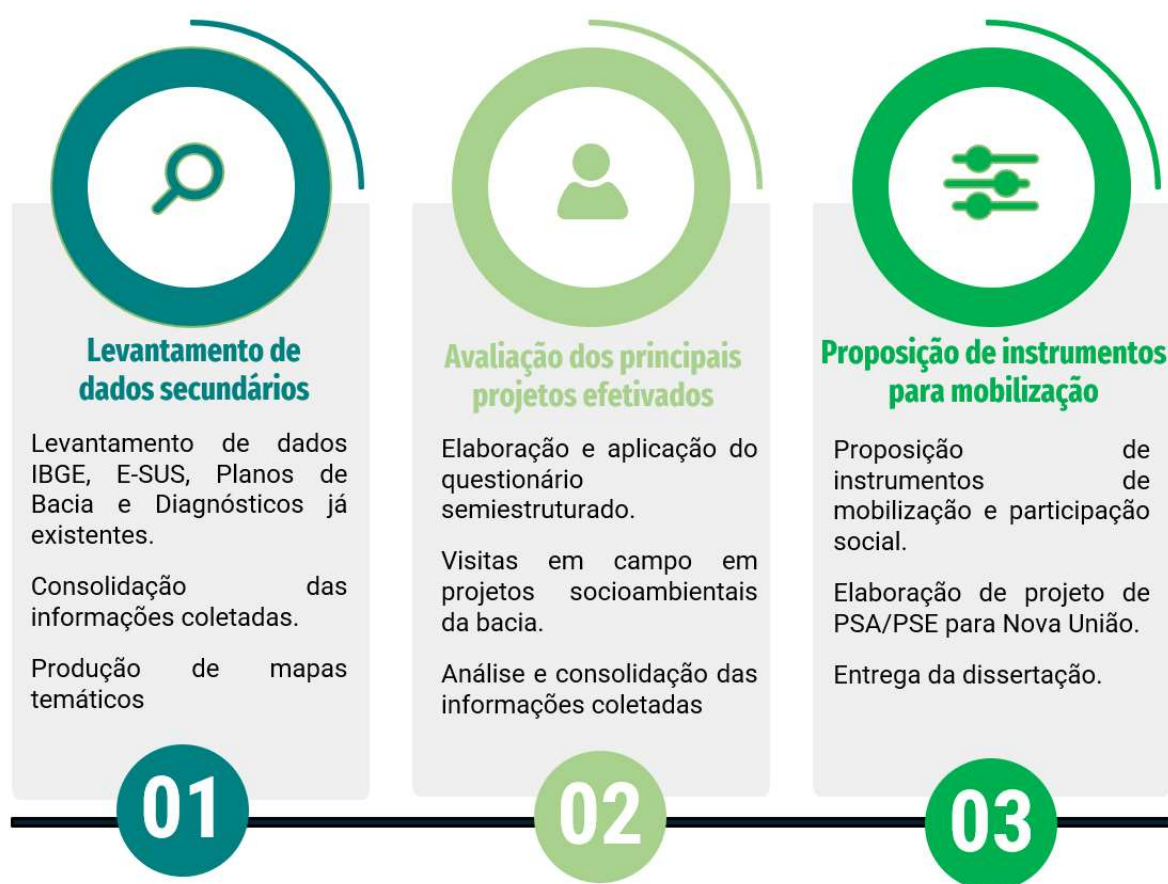 Levantamento de
dados secundários
Levantamento de dados
IBGE, E-SUS, Planos de
Bacia e Diagnósticos já
existentes.
Consolidação das
informações coletadas.
Produção de mapas
temáticos
01
Avaliação dos principais
projetos efetivados
Elaboração e aplicação do
questionário
semiestruturado.
Visitas em campo em
projetos socioambientais
da bacia.
Análise e consolidação das
informações coletadas
02
Proposição de instrumentos
para mobilização
Proposição de
instrumentos de
mobilização e participação
social.
Elaboração de projeto de
PSA/PSE para Nova União.
Entrega da dissertação.
03